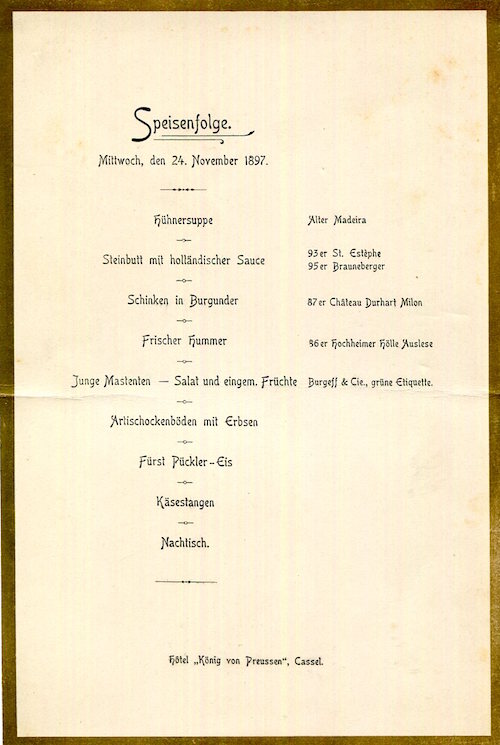 Speisenfolge.
Mittwoch, den 24. November 1897.
Hühnersuppe Alter Madeira
Steinbutt mit holländischer Sauce 93er St. Estèphe
95er Brauneberger
Schinken in Burgunder 87er Château Durhart Milon
Frischer Hummer 86er Hochheimer Hölle Auslese
Junge Mastenten — Salat und eingem. Früchte Burgeff & Cie., grüne Etiquette.
Artischockenböden mit Erbsen
Fürst Pückler-Eis
Käsestangen
Nachtisch.
Hôtel „König von Preussen“, Cassel.